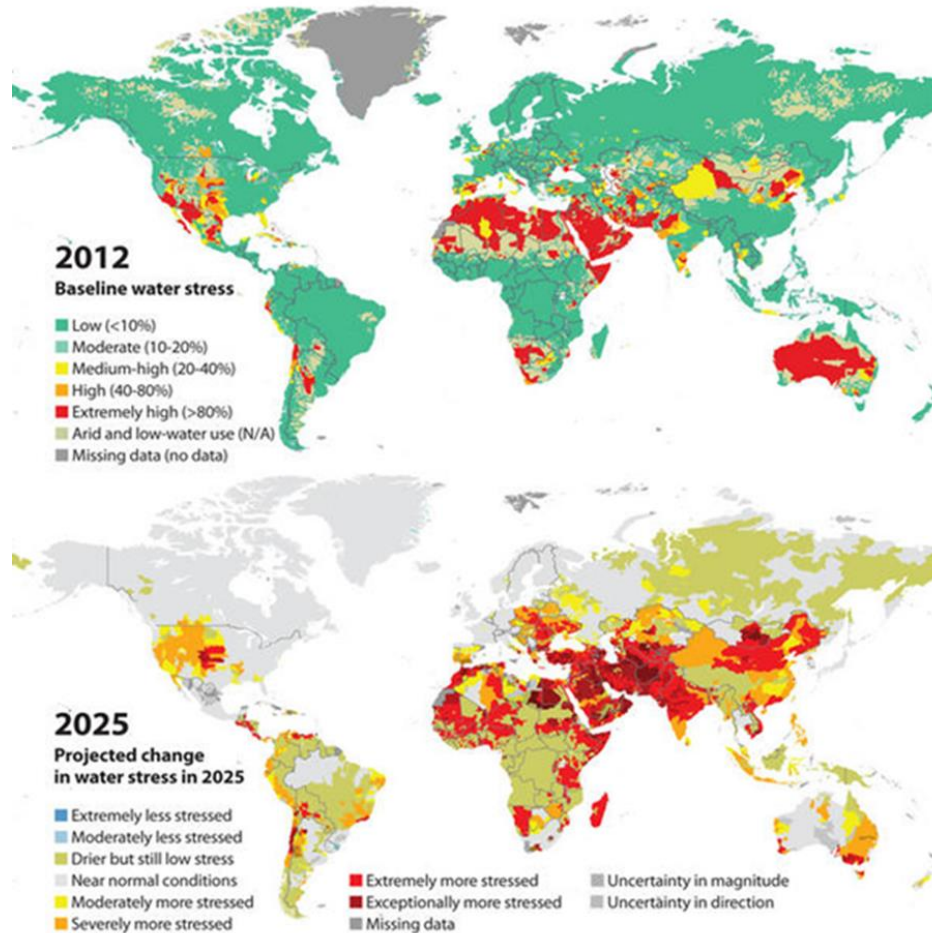 2012
Baseline water stress
Low (<10%)
Moderate (10-20%)
Medium-high (20-40%)
High (40-80%)
Extremely high (>80%)
Arid and low-water use (N/A)
Missing data (no data)
2025
Projected change
in water stress in 2025
Extremely less stressed
Moderately less stressed
Drier but still low stress
Near normal conditions
Moderately more stressed
Severely more stressed
Extremely more stressed
Exceptionally more stressed
Missing data
Uncertainty in magnitude
Uncertainty in direction